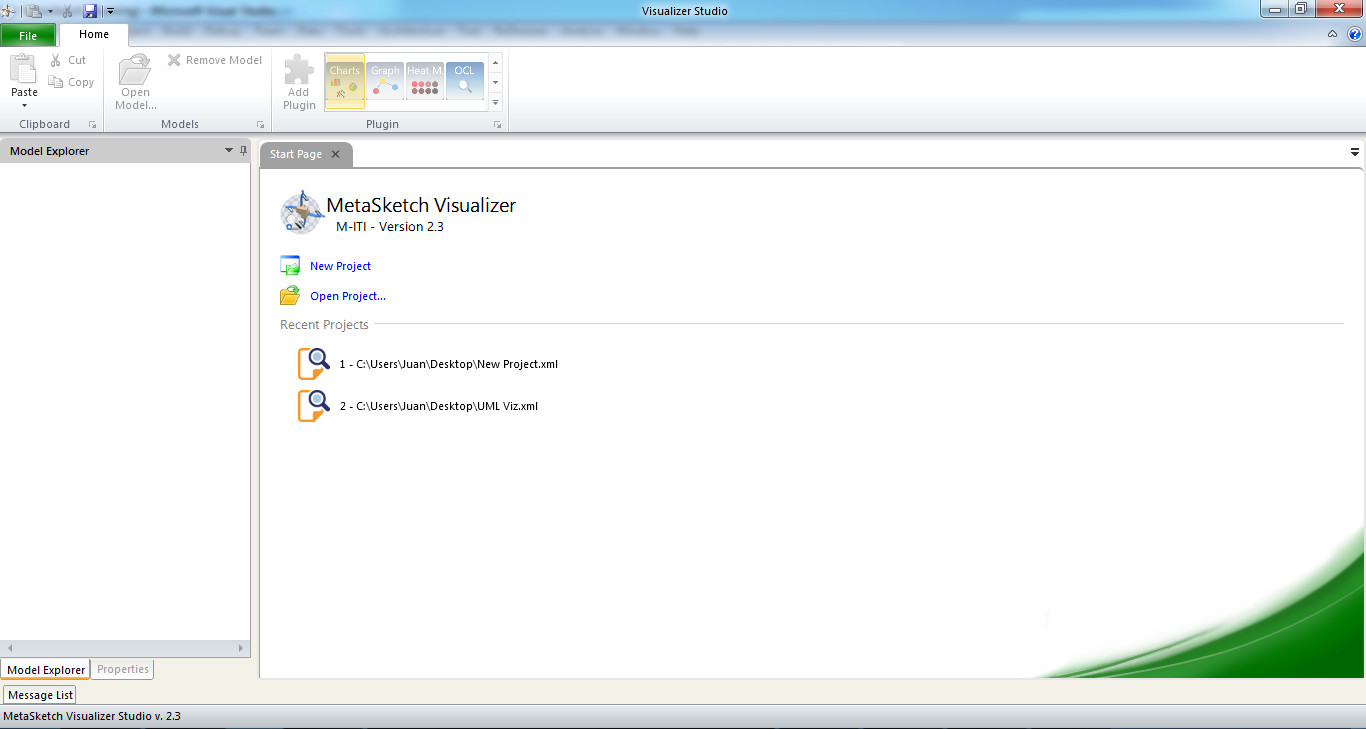 Visualizer Studio
File
Home
Paste
Cut
Copy
Clipboard
Open
Model...
Remove Model
Models
Add
Plugin
Charts
Graph
Heat M
OCL
Plugin
Model Explorer
Start Page
MetaSketch Visualizer
M-ITI - Version 2.3
New Project
Open Project...
Recent Projects
1 - C:\Users\Juan\Desktop\New Project.xml
2 - C:\Users\Juan\Desktop\UML Viz.xml
Model Explorer
Properties
Message List
MetaSketch Visualizer Studio v. 2.3